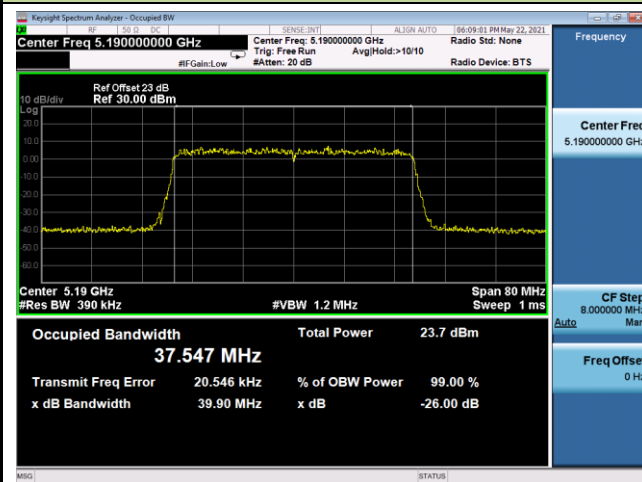 Keysight Spectrum Analyzer - Occupied BW
RF 50 Ω DC SENSE:INT ALIGN AUTO 06:09:01 PM May 22, 2021
Center Freq 5.190000000 GHz
Center Freq: 5.190000000 GHz
Radio Std: None
Trig: Free Run Avg|Hold:>10/10
#IFGain:Low #Atten: 20 dB Radio Device: BTS
Ref Offset 23 dB
10 dB/div Ref 30.00 dBm
Log
20.0
10.0
0.00
-10.0
-20.0
-30.0
-40.0
-50.0
-60.0
Center 5.19 GHz Span 80 MHz
#Res BW 390 kHz #VBW 1.2 MHz Sweep 1 ms
Occupied Bandwidth Total Power 23.7 dBm
37.547 MHz
Transmit Freq Error 20.546 kHz % of OBW Power 99.00 %
x dB Bandwidth 39.90 MHz x dB -26.00 dB
MSG STATUS
Frequency
Center Freq
5.190000000 GHz
CF Step
8.000000 MHz
Auto Man
Freq Offset
0 Hz